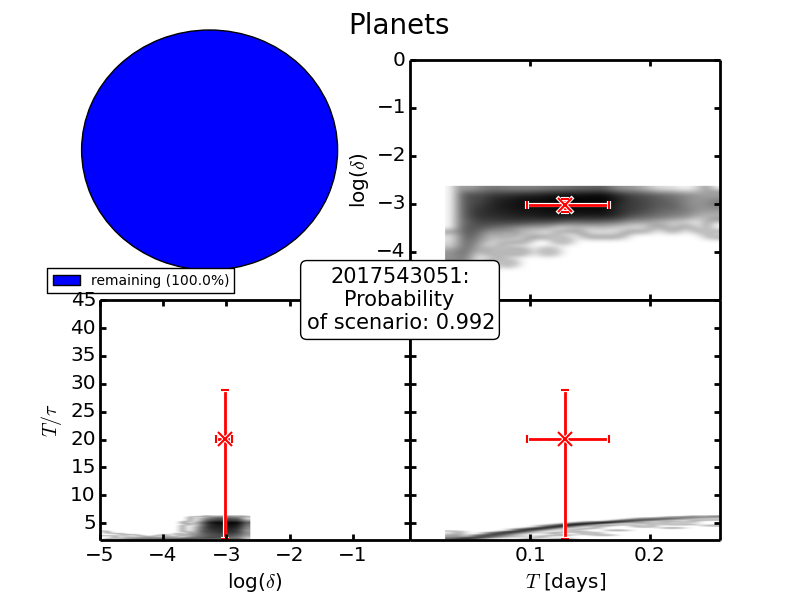 Planets
remaining (100.0%)
0
−1
−2
−3
−4
log(δ)
2017543051:
Probability
of scenario: 0.992
45
40
35
30
25
20
15
10
5
T/τ
−5
−4
−3
−2
−1
log(δ)
0.1
0.2
T [days]